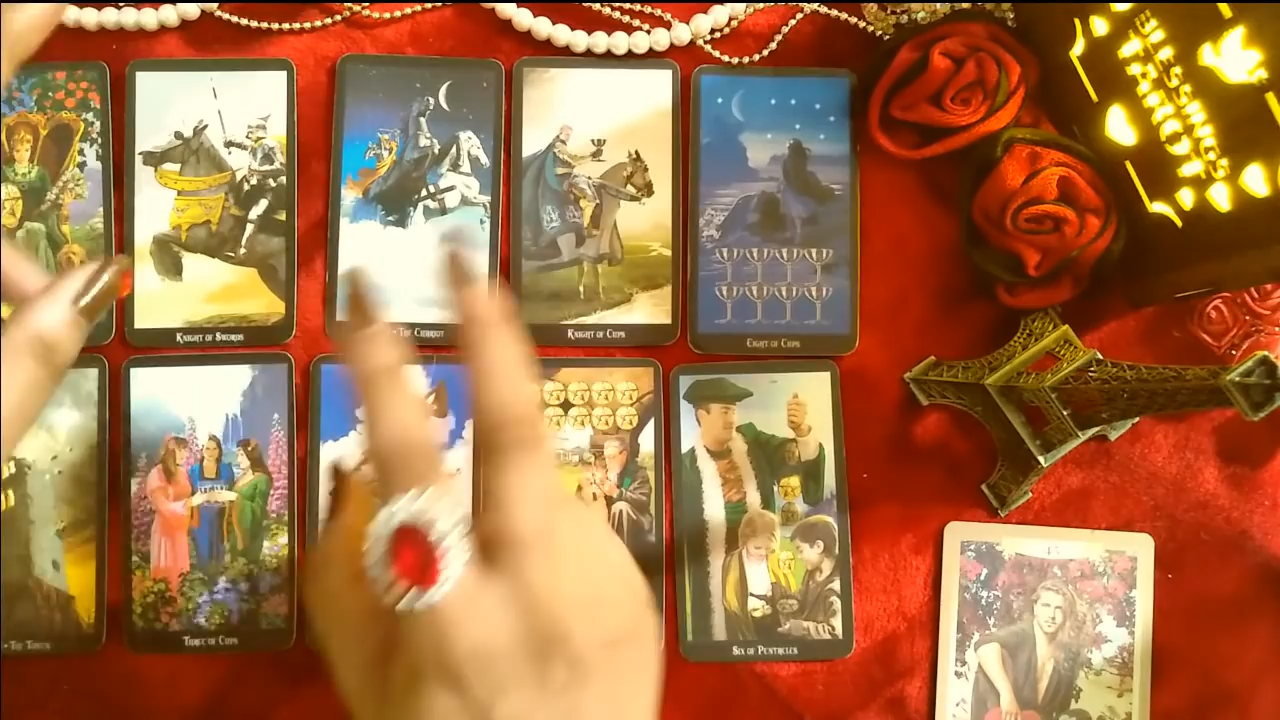 BLESSINGS
TAROT
KNIGHT OF SWORDS
- THE CHARIOT
KNIGHT OF CUPS
EIGHT OF CUPS
- THE TOWER
THREE OF CUPS
SIX OF PENTACLES
45